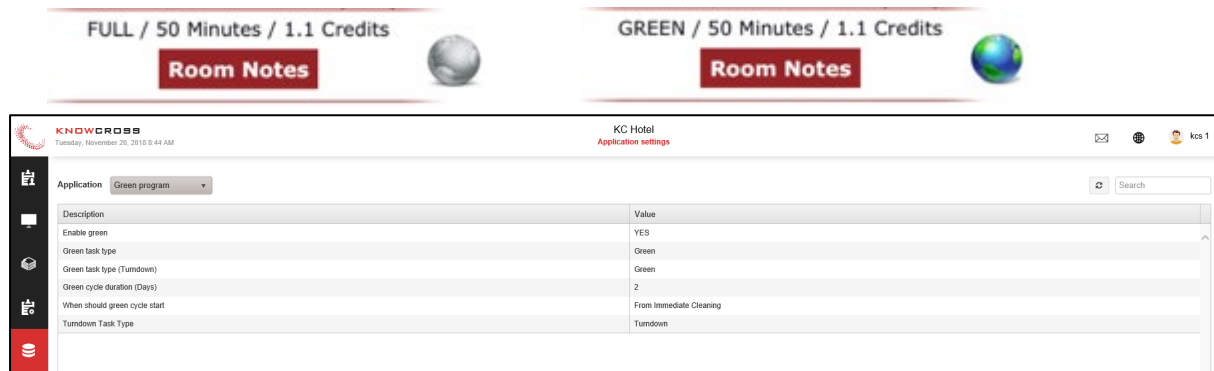 FULL / 50 Minutes / 1.1 Credits
Room Notes
GREEN / 50 Minutes / 1.1 Credits
Room Notes
KNOWCROSS
Tuesday, November 20, 2018 8:44 AM
KC Hotel
Application settings
kcs 1
Application Green program
Search
Description Value
Enable green YES
Green task type Green
Green task type (Turndown) Green
Green cycle duration (Days) 2
When should green cycle start From Immediate Cleaning
Turndown Task Type Turndown